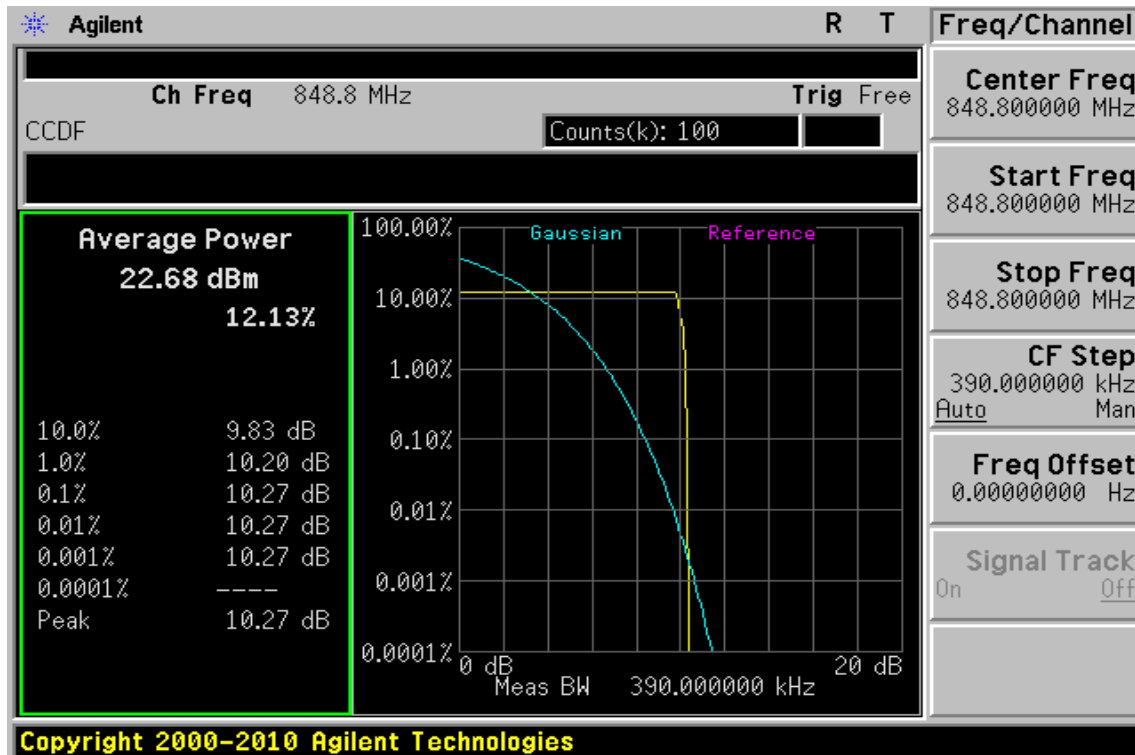 Agilent R T Freq/Channel
Ch Freq 848.8 MHz Trig Free
CCDF Counts(k): 100
Average Power
22.68 dBm
12.13%
10.0% 9.83 dB
1.0% 10.20 dB
0.1% 10.27 dB
0.01% 10.27 dB
0.001% 10.27 dB
0.0001% ----
Peak 10.27 dB
Gaussian Reference
100.00%
10.00%
1.00%
0.10%
0.01%
0.001%
0.0001%
0 dB 20 dB
Meas BW 390.000000 kHz
Center Freq
848.800000 MHz
Start Freq
848.800000 MHz
Stop Freq
848.800000 MHz
CF Step
390.000000 kHz
Auto Man
Freq Offset
0.00000000 Hz
Signal Track
On Off
Copyright 2000-2010 Agilent Technologies